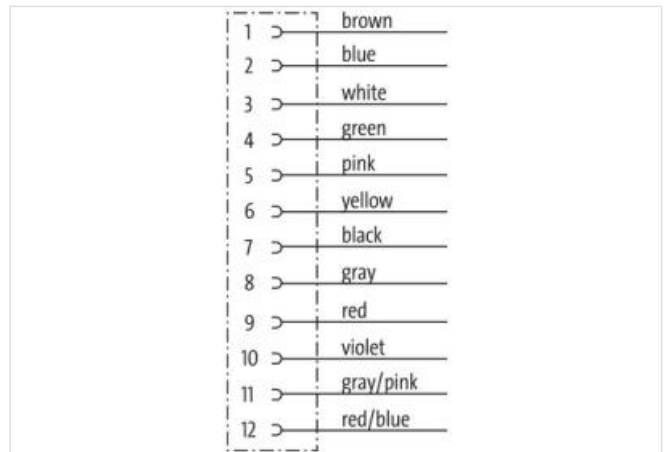 1 brown
2 blue
3 white
4 green
5 pink
6 yellow
7 black
8 gray
9 red
10 violet
11 gray/pink
12 red/blue